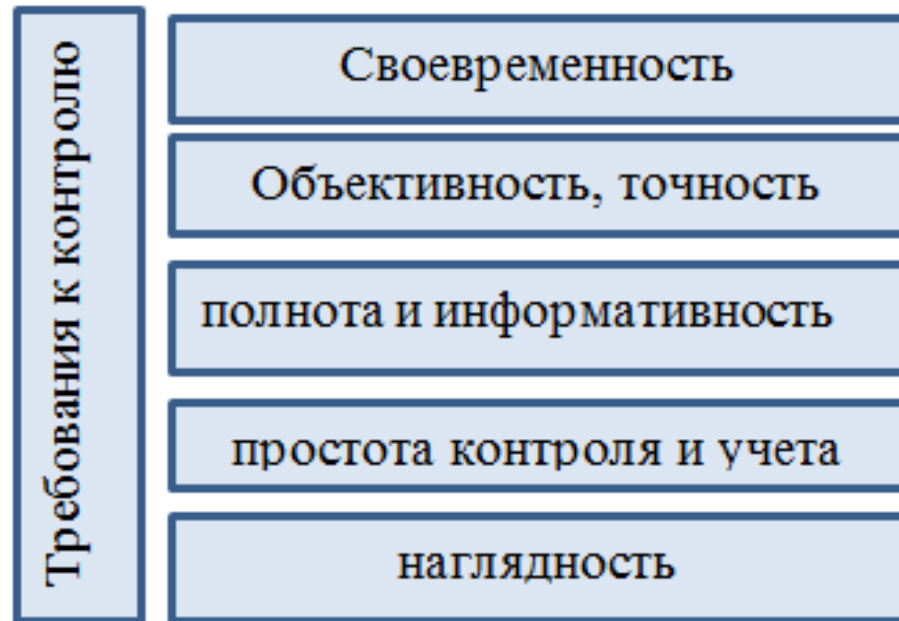 Требования к контролю
Своевременность
Объективность, точность
полнота и информативность
простота контроля и учета
наглядность